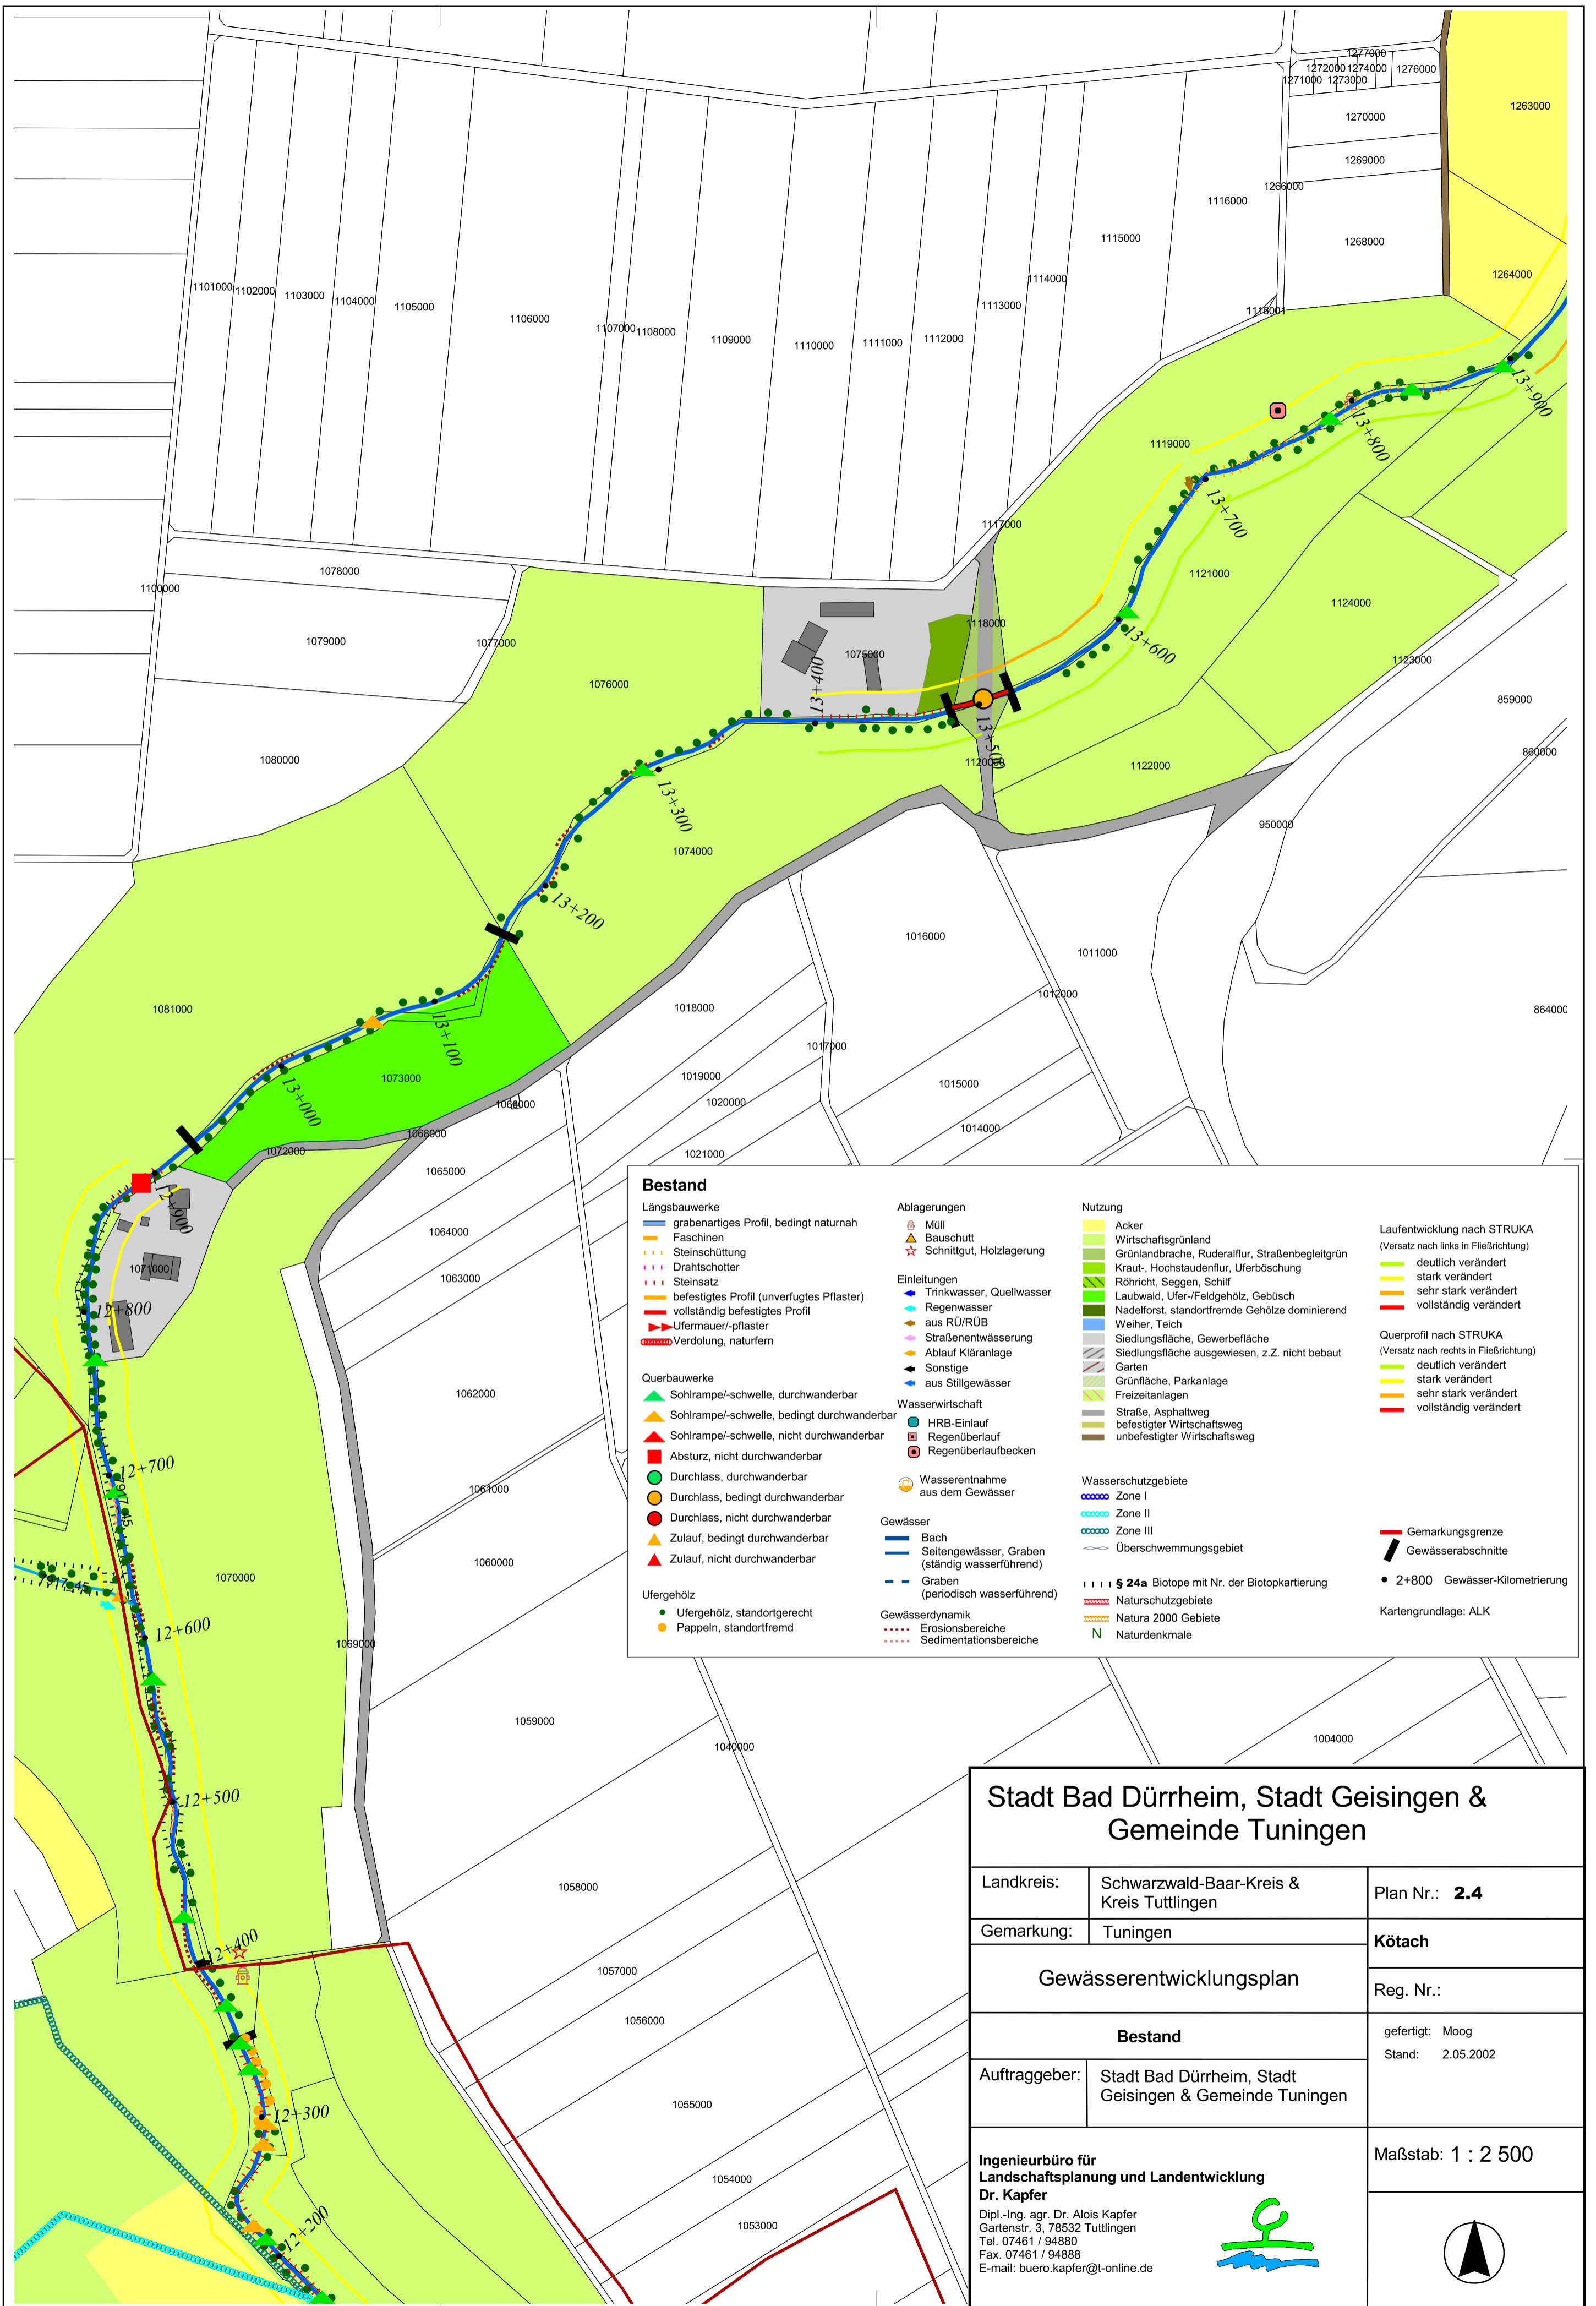 1277000
1272000 1274000 1276000
1271000 1273000
1263000
1270000
1269000
1266000
1116000
1268000
1115000
1264000
1114000
1101000 1102000 1103000 1104000 1105000
1113000
1116001
1106000
1107000 1108000
1109000
1110000 1111000 1112000
13+900
13+800
1119000
13+700
1117000
1078000
1100000
1121000
1124000
1079000
1077000
1118000
13+600
1075000
1123000
13+400
1076000
859000
13+500
1080000
1120000
1122000
860000
13+300
950000
1074000
13+200
1016000
1011000
1012000
1081000
1018000
864000
13+100
1017000
1073000
1019000
1015000
13+000
1020000
1066000
1014000
1068000
1072000
1021000
1065000
12+900
1064000
1071000
1063000
12+800
1062000
12+700
7917 45
1061000
1060000
7917 45
1070000
12+600
1069000
1059000
1040000
1004000
12+500
1058000
12+400
1057000
1056000
1055000
12+300
1054000
12+200
1053000
Bestand
Längsbauwerke
grabenartiges Profil, bedingt naturnah
Faschinen
Steinschüttung
Drahtschotter
Steinsatz
befestigtes Profil (unverfugtes Pflaster)
vollständig befestigtes Profil
Ufermauer/-pflaster
Verdolung, naturfern
Querbauwerke
Sohlrampe/-schwelle, durchwanderbar
Sohlrampe/-schwelle, bedingt durchwanderbar
Sohlrampe/-schwelle, nicht durchwanderbar
Absturz, nicht durchwanderbar
Durchlass, durchwanderbar
Durchlass, bedingt durchwanderbar
Durchlass, nicht durchwanderbar
Zulauf, bedingt durchwanderbar
Zulauf, nicht durchwanderbar
Ufergehölz
Ufergehölz, standortgerecht
Pappeln, standortfremd
Ablagerungen
Müll
Bauschutt
Schnittgut, Holzlagerung
Einleitungen
Trinkwasser, Quellwasser
Regenwasser
aus RÜ/RÜB
Straßenentwässerung
Ablauf Kläranlage
Sonstige
aus Stillgewässer
Wasserwirtschaft
HRB-Einlauf
Regenüberlauf
Regenüberlaufbecken
Wasserentnahme
aus dem Gewässer
Gewässer
Bach
Seitengewässer, Graben
(ständig wasserführend)
Graben
(periodisch wasserführend)
Gewässerdynamik
Erosionsbereiche
Sedimentationsbereiche
Nutzung
Acker
Wirtschaftsgrünland
Grünlandbrache, Ruderalflur, Straßenbegleitgrün
Kraut-, Hochstaudenflur, Uferböschung
Röhricht, Seggen, Schilf
Laubwald, Ufer-/Feldgehölz, Gebüsch
Nadelforst, standortfremde Gehölze dominierend
Weiher, Teich
Siedlungsfläche, Gewerbefläche
Siedlungsfläche ausgewiesen, z.Z. nicht bebaut
Garten
Grünfläche, Parkanlage
Freizeitanlagen
Straße, Asphaltweg
befestigter Wirtschaftsweg
unbefestigter Wirtschaftsweg
Wasserschutzgebiete
Zone I
Zone II
Zone III
Überschwemmungsgebiet
§ 24a Biotope mit Nr. der Biotopkartierung
Naturschutzgebiete
Natura 2000 Gebiete
N Naturdenkmale
Laufentwicklung nach STRUKA
(Versatz nach links in Fließrichtung)
deutlich verändert
stark verändert
sehr stark verändert
vollständig verändert
Querprofil nach STRUKA
(Versatz nach rechts in Fließrichtung)
deutlich verändert
stark verändert
sehr stark verändert
vollständig verändert
Gemarkungsgrenze
Gewässerabschnitte
2+800 Gewässer-Kilometrierung
Kartengrundlage: ALK
Stadt Bad Dürrheim, Stadt Geisingen &
Gemeinde Tuningen
Landkreis:
Schwarzwald-Baar-Kreis &
Kreis Tuttlingen
Plan Nr.: 2.4
Gemarkung: Tuningen
Kötach
Gewässerentwicklungsplan
Reg. Nr.:
Bestand
gefertigt: Moog
Stand: 2.05.2002
Auftraggeber:
Stadt Bad Dürrheim, Stadt
Geisingen & Gemeinde Tuningen
Ingenieurbüro für
Landschaftsplanung und Landentwicklung
Dr. Kapfer
Dipl.-Ing. agr. Dr. Alois Kapfer
Gartenstr. 3, 78532 Tuttlingen
Tel. 07461 / 94880
Fax. 07461 / 94888
E-mail: buero.kapfer@t-online.de
Maßstab: 1 : 2 500